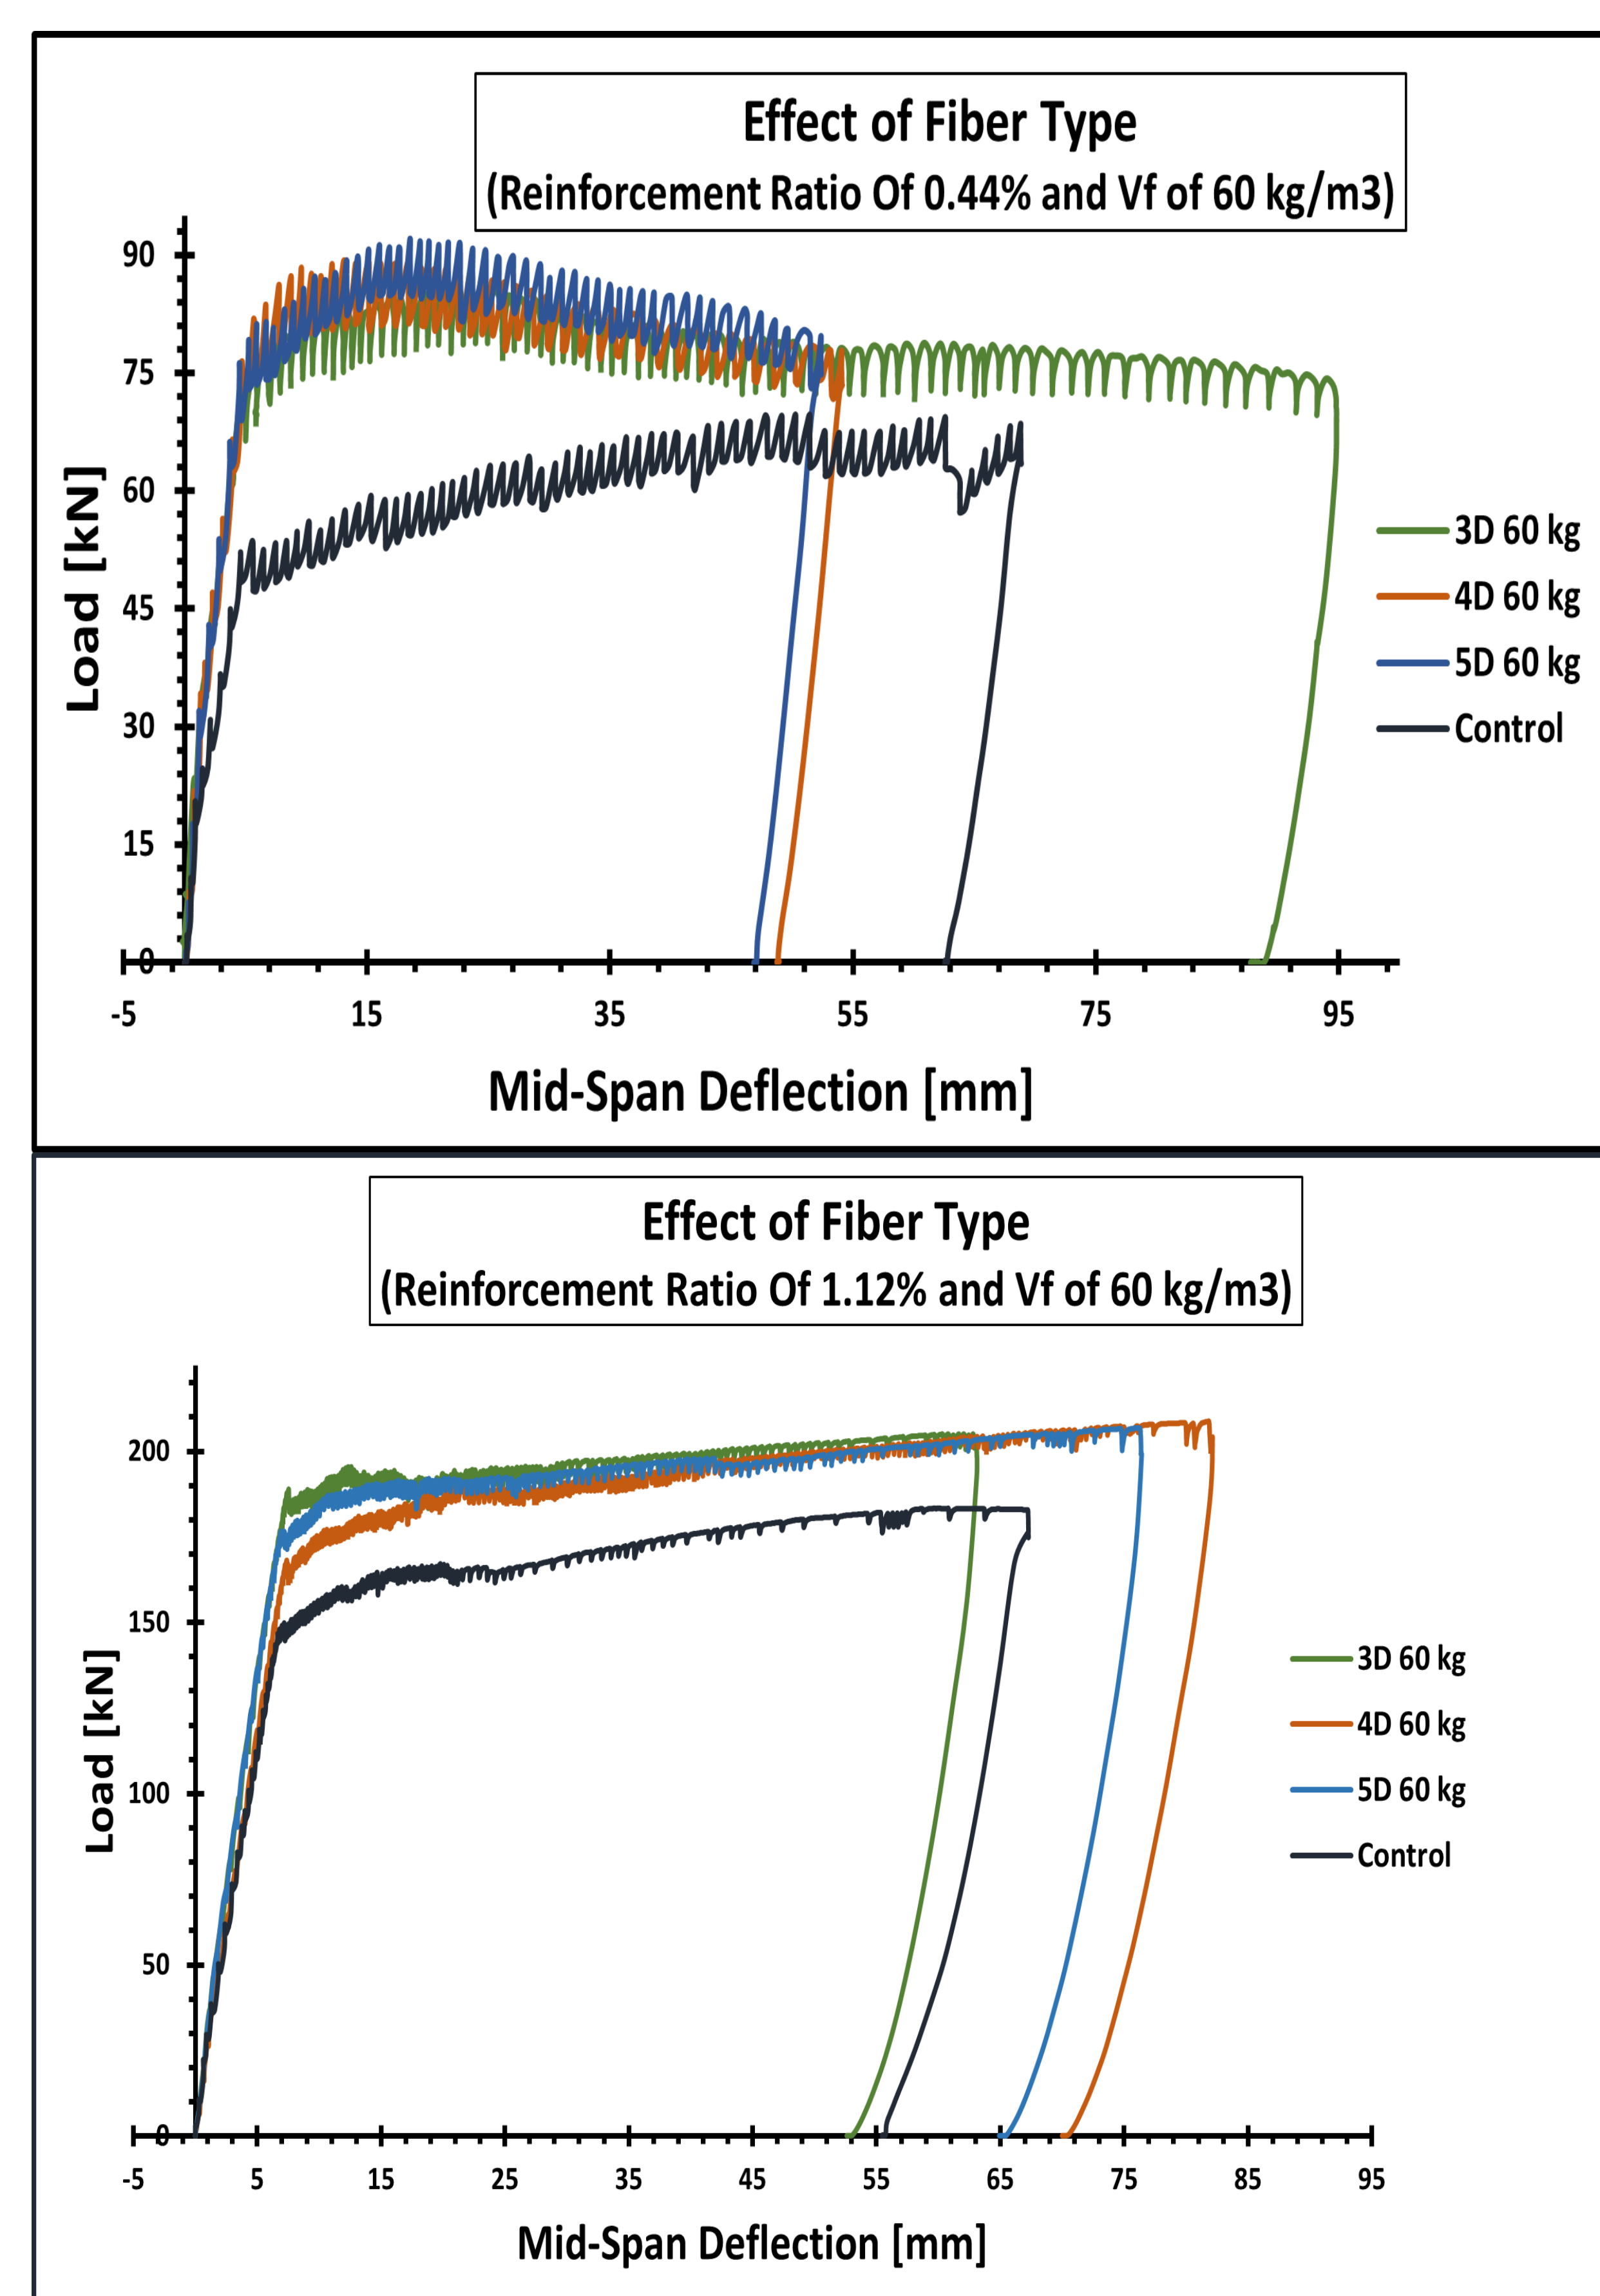 Effect of Fiber Type
(Reinforcement Ratio Of 0.44% and Vf of 60 kg/m3)
90
75
60
45
30
15
0
Load [kN]
-5 15 35 55 75 95
Mid-Span Deflection [mm]
3D 60 kg
4D 60 kg
5D 60 kg
Control
Effect of Fiber Type
(Reinforcement Ratio Of 1.12% and Vf of 60 kg/m3)
200
150
100
50
0
Load [kN]
-5 5 15 25 35 45 55 65 75 85 95
Mid-Span Deflection [mm]
3D 60 kg
4D 60 kg
5D 60 kg
Control